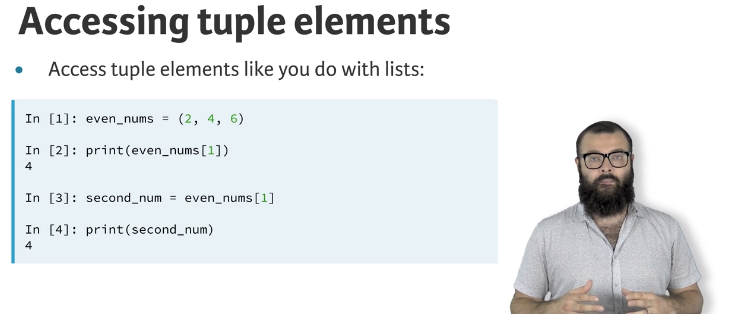 Accessing tuple elements
• Access tuple elements like you do with lists:
In [1]: even_nums = (2, 4, 6)
In [2]: print(even_nums[1])
4
In [3]: second_num = even_nums[1]
In [4]: print(second_num)
4